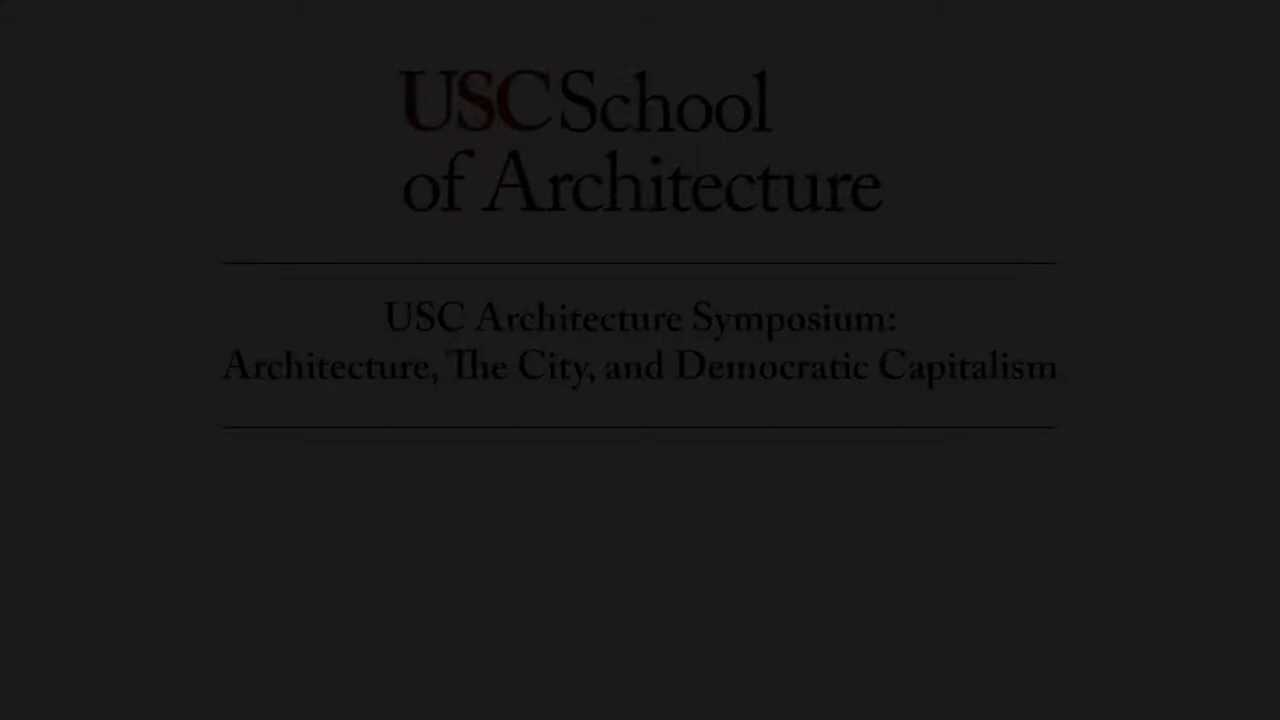 USC School
of Architecture
USC Architecture Symposium:
Architecture, The City, and Democratic Capitalism